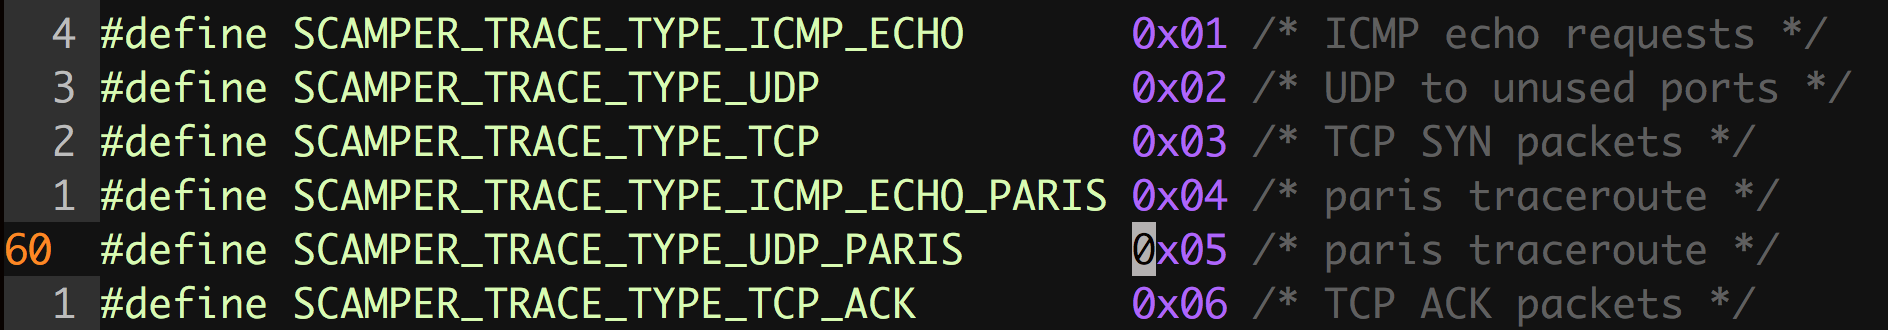 4 #define SCAMPER_TRACE_TYPE_ICMP_ECHO 0x01 /* ICMP echo requests */
3 #define SCAMPER_TRACE_TYPE_UDP 0x02 /* UDP to unused ports */
2 #define SCAMPER_TRACE_TYPE_TCP 0x03 /* TCP SYN packets */
1 #define SCAMPER_TRACE_TYPE_ICMP_ECHO_PARIS 0x04 /* paris traceroute */
60 #define SCAMPER_TRACE_TYPE_UDP_PARIS 0x05 /* paris traceroute */
1 #define SCAMPER_TRACE_TYPE_TCP_ACK 0x06 /* TCP ACK packets */